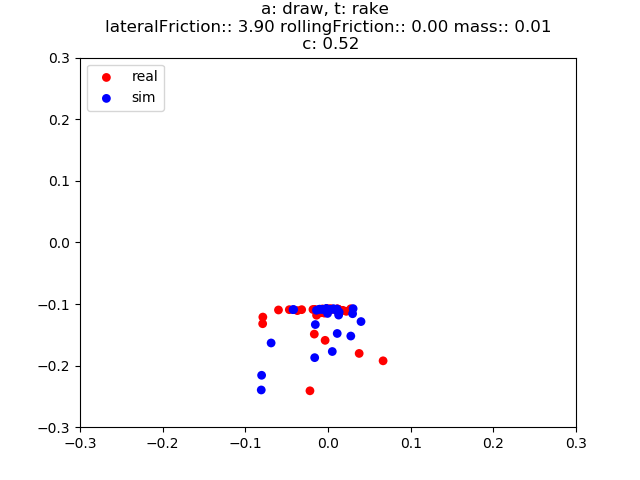 a: draw, t: rake
lateralFriction:: 3.90 rollingFriction:: 0.00 mass:: 0.01
c: 0.52
real
sim
0.3
0.2
0.1
0.0
−0.1
−0.2
−0.3
−0.3
−0.2
−0.1
0.0
0.1
0.2
0.3